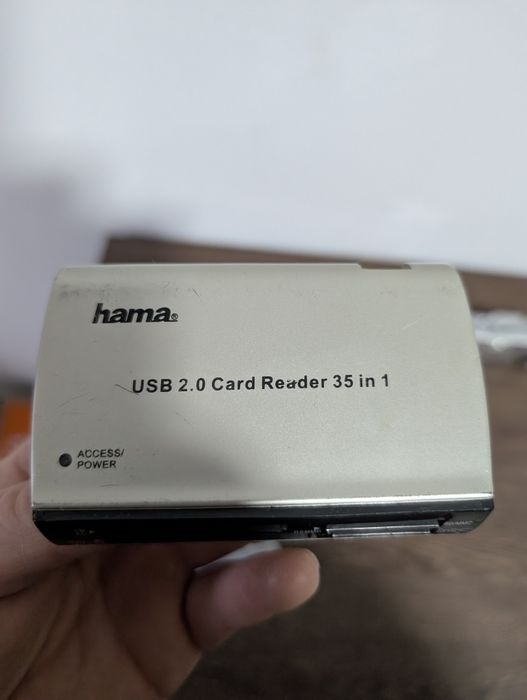 hama®
USB 2.0 Card Reader 35 in 1
ACCESS/
POWER